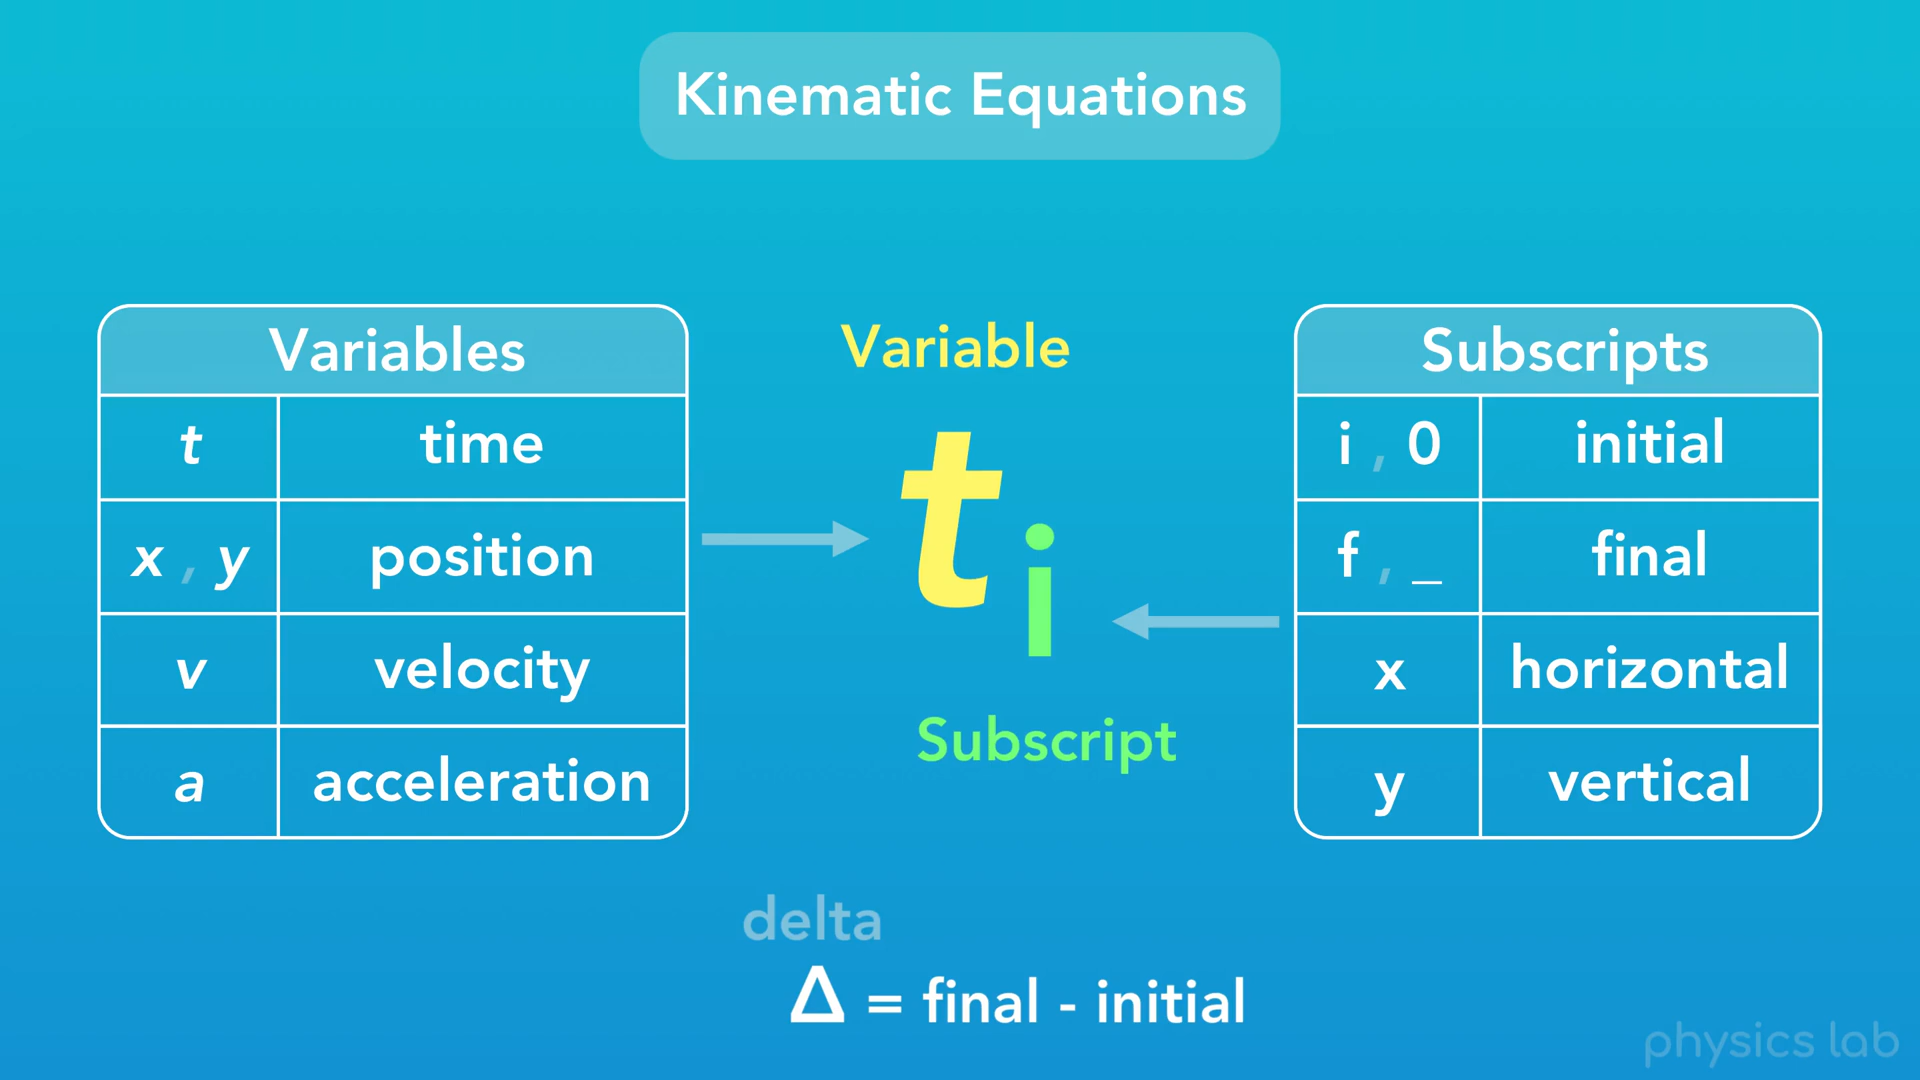 Kinematic Equations
Variables
t time
x , y position
v velocity
a acceleration
Variable
t i
Subscript
Subscripts
i , 0 initial
f , _ final
x horizontal
y vertical
delta
Δ = final - initial
physics lab